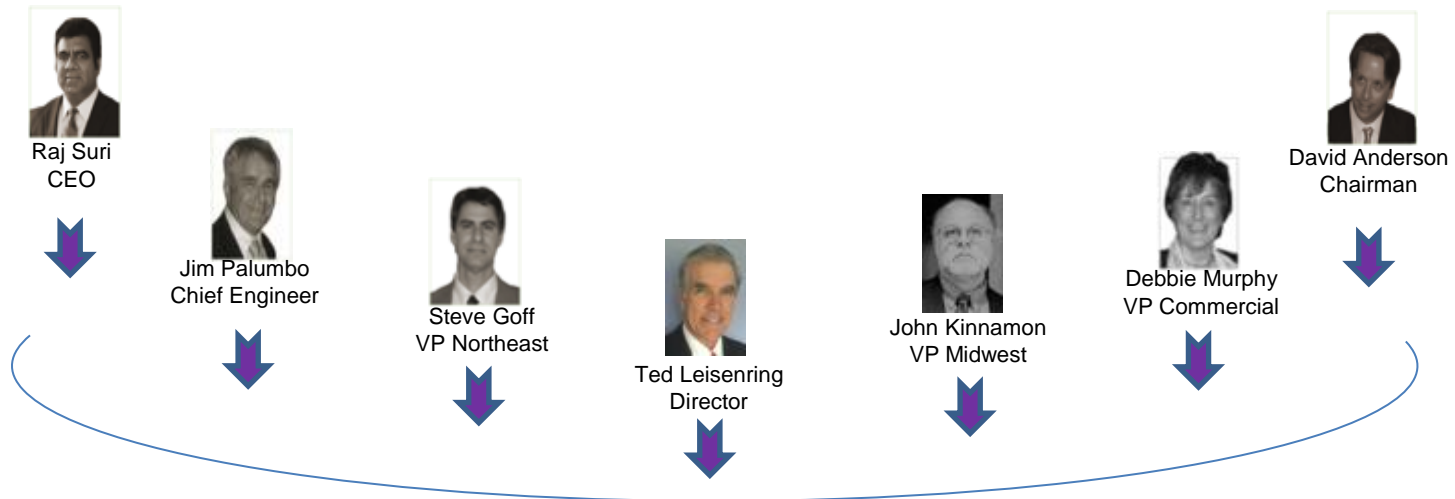 Raj Suri
CEO
Jim Palumbo
Chief Engineer
Steve Goff
VP Northeast
Ted Leisenring
Director
John Kinnamon
VP Midwest
Debbie Murphy
VP Commercial
David Anderson
Chairman